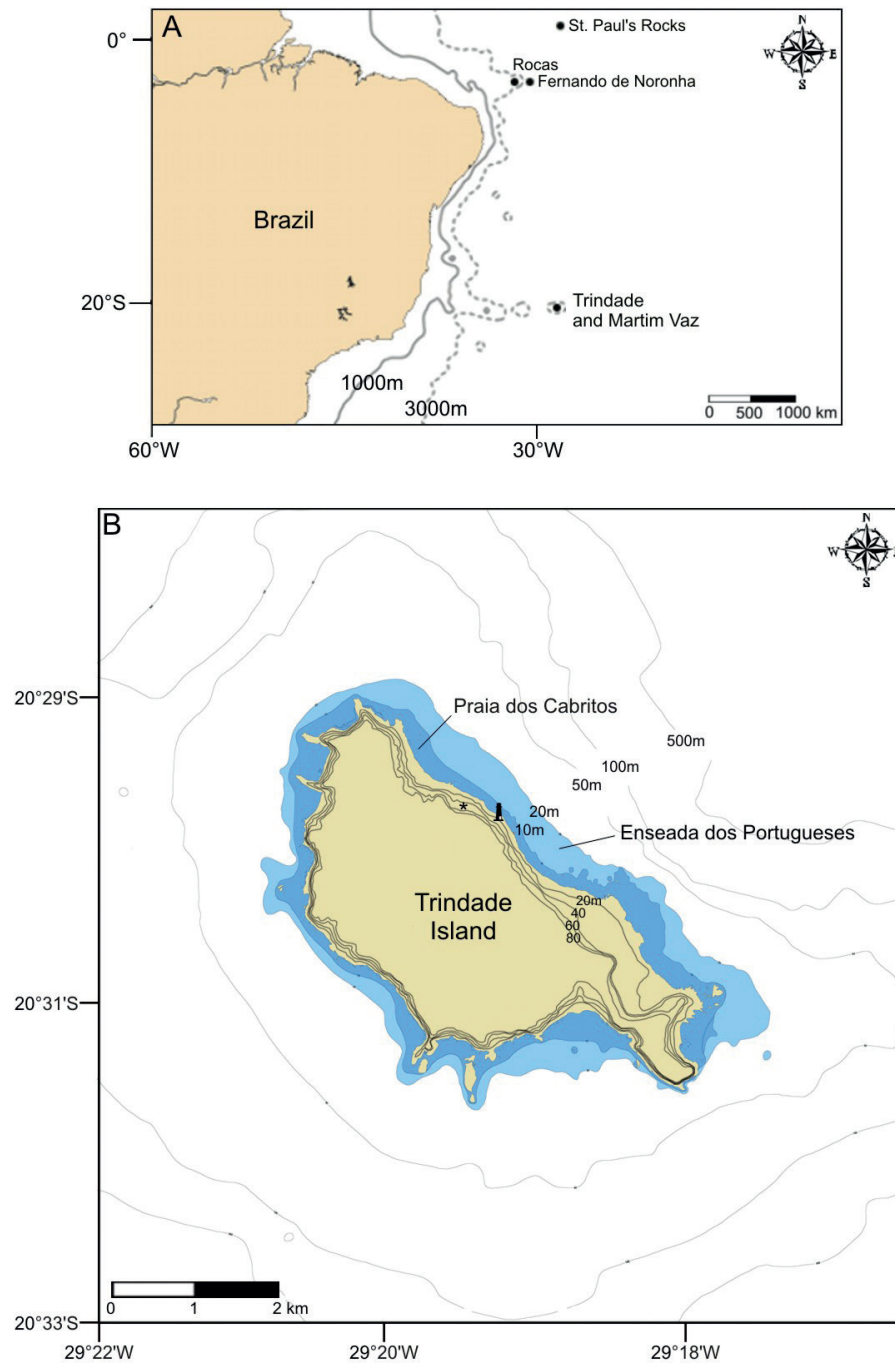 A
0°
St. Paul's Rocks
N
W
E
S
Rocas
Fernando de Noronha
Brazil
20°S
Trindade
and Martim Vaz
1000m
3000m
0 500 1000 km
60°W
30°W
B
N
W
S
20°29'S
Praia dos Cabritos
500m
100m
50m
*
20m
10m
Enseada dos Portugueses
Trindade
Island
20m
40
60
80
20°31'S
0 1 2 km
20°33'S
29°22'W
29°20'W
29°18'W